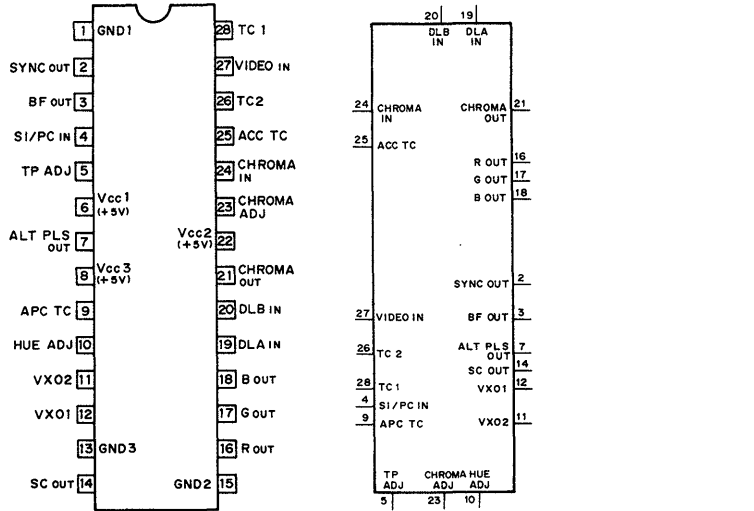 1 GND1
28 TC 1
SYNC OUT 2
27 VIDEO IN
BF OUT 3
26 TC2
SI/PC IN 4
25 ACC TC
TP ADJ 5
24 CHROMA
IN
6 Vcc1
(+5V)
23 CHROMA
ADJ
ALT PLS
OUT 7
Vcc2
(+5V) 22
8 Vcc3
(+5V)
21 CHROMA
OUT
APC TC 9
20 DLB IN
HUE ADJ 10
19 DLA IN
VXO2 11
18 B OUT
VXO1 12
17 G OUT
13 GND3
16 R OUT
SC OUT 14
GND2 15
20 19
DLB DLA
IN IN
24 CHROMA
IN
CHROMA 21
OUT
25 ACC TC
R OUT 16
G OUT 17
B OUT 18
SYNC OUT 2
27 VIDEO IN
BF OUT 3
26 TC 2
ALT PLS 7
OUT
SC OUT 14
28 TC 1
VXO1 12
4 SI/PC IN
9 APC TC
VXO2 11
TP CHROMA HUE
ADJ ADJ ADJ
5 23 10